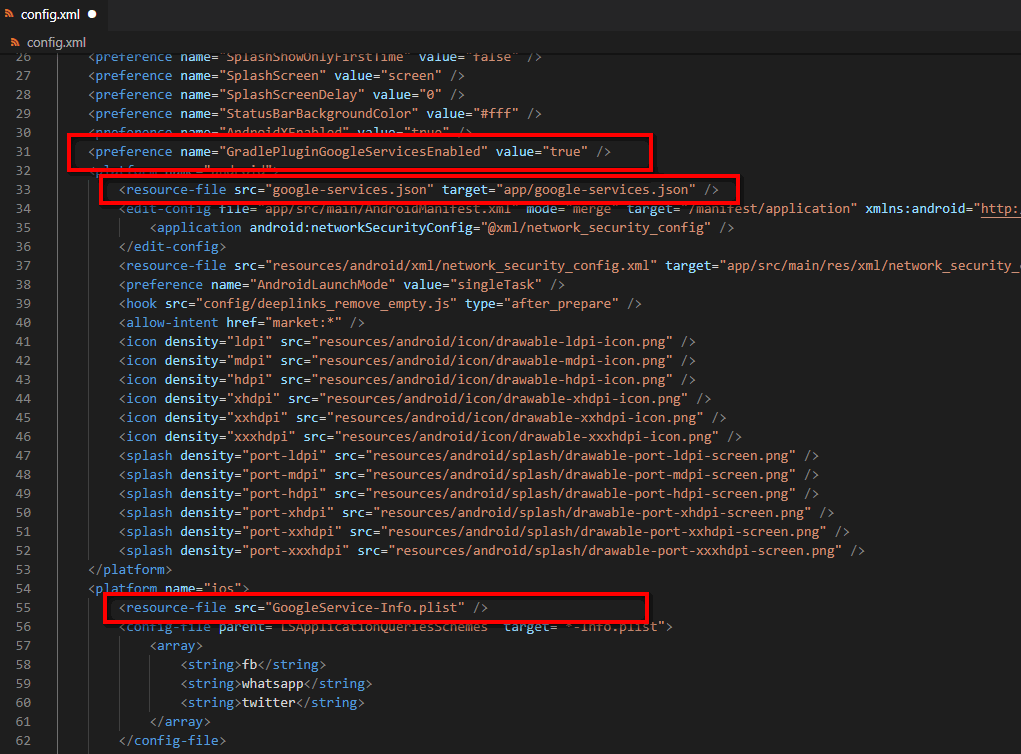 config.xml
config.xml
26 <preference name="SplashShowOnlyFirstTime" value="false" />
27 <preference name="SplashScreen" value="screen" />
28 <preference name="SplashScreenDelay" value="0" />
29 <preference name="StatusBarBackgroundColor" value="#fff" />
30 <preference name="AndroidXEnabled" value="true" />
31 <preference name="GradlePluginGoogleServicesEnabled" value="true" />
32 <platform name="android">
33 <resource-file src="google-services.json" target="app/google-services.json" />
34 <edit-config file="app/src/main/AndroidManifest.xml" mode="merge" target="/manifest/application" xmlns:android="http:
35 <application android:networkSecurityConfig="@xml/network_security_config" />
36 </edit-config>
37 <resource-file src="resources/android/xml/network_security_config.xml" target="app/src/main/res/xml/network_security_
38 <preference name="AndroidLaunchMode" value="singleTask" />
39 <hook src="config/deeplinks_remove_empty.js" type="after_prepare" />
40 <allow-intent href="market:*" />
41 <icon density="ldpi" src="resources/android/icon/drawable-ldpi-icon.png" />
42 <icon density="mdpi" src="resources/android/icon/drawable-mdpi-icon.png" />
43 <icon density="hdpi" src="resources/android/icon/drawable-hdpi-icon.png" />
44 <icon density="xhdpi" src="resources/android/icon/drawable-xhdpi-icon.png" />
45 <icon density="xxhdpi" src="resources/android/icon/drawable-xxhdpi-icon.png" />
46 <icon density="xxxhdpi" src="resources/android/icon/drawable-xxxhdpi-icon.png" />
47 <splash density="port-ldpi" src="resources/android/splash/drawable-port-ldpi-screen.png" />
48 <splash density="port-mdpi" src="resources/android/splash/drawable-port-mdpi-screen.png" />
49 <splash density="port-hdpi" src="resources/android/splash/drawable-port-hdpi-screen.png" />
50 <splash density="port-xhdpi" src="resources/android/splash/drawable-port-xhdpi-screen.png" />
51 <splash density="port-xxhdpi" src="resources/android/splash/drawable-port-xxhdpi-screen.png" />
52 <splash density="port-xxxhdpi" src="resources/android/splash/drawable-port-xxxhdpi-screen.png" />
53 </platform>
54 <platform name="ios">
55 <resource-file src="GoogleService-Info.plist" />
56 <config-file parent="LSApplicationQueriesSchemes" target="*-Info.plist">
57 <array>
58 <string>fb</string>
59 <string>whatsapp</string>
60 <string>twitter</string>
61 </array>
62 </config-file>